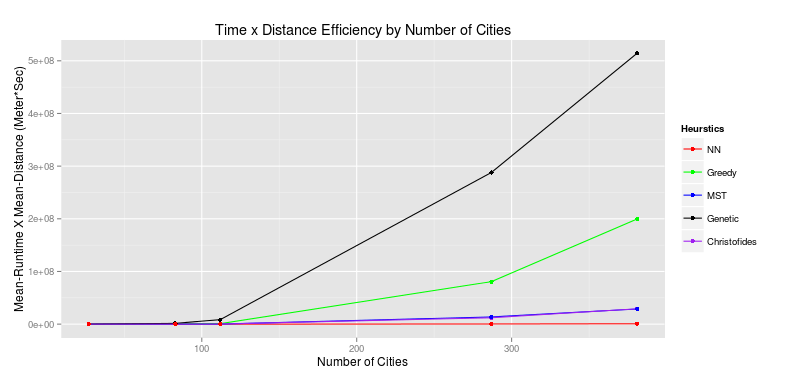 Time x Distance Efficiency by Number of Cities
Mean-Runtime X Mean-Distance (Meter*Sec)
5e+08
4e+08
3e+08
2e+08
1e+08
0e+00
100
200
300
Number of Cities
Heurstics
NN
Greedy
MST
Genetic
Christofides